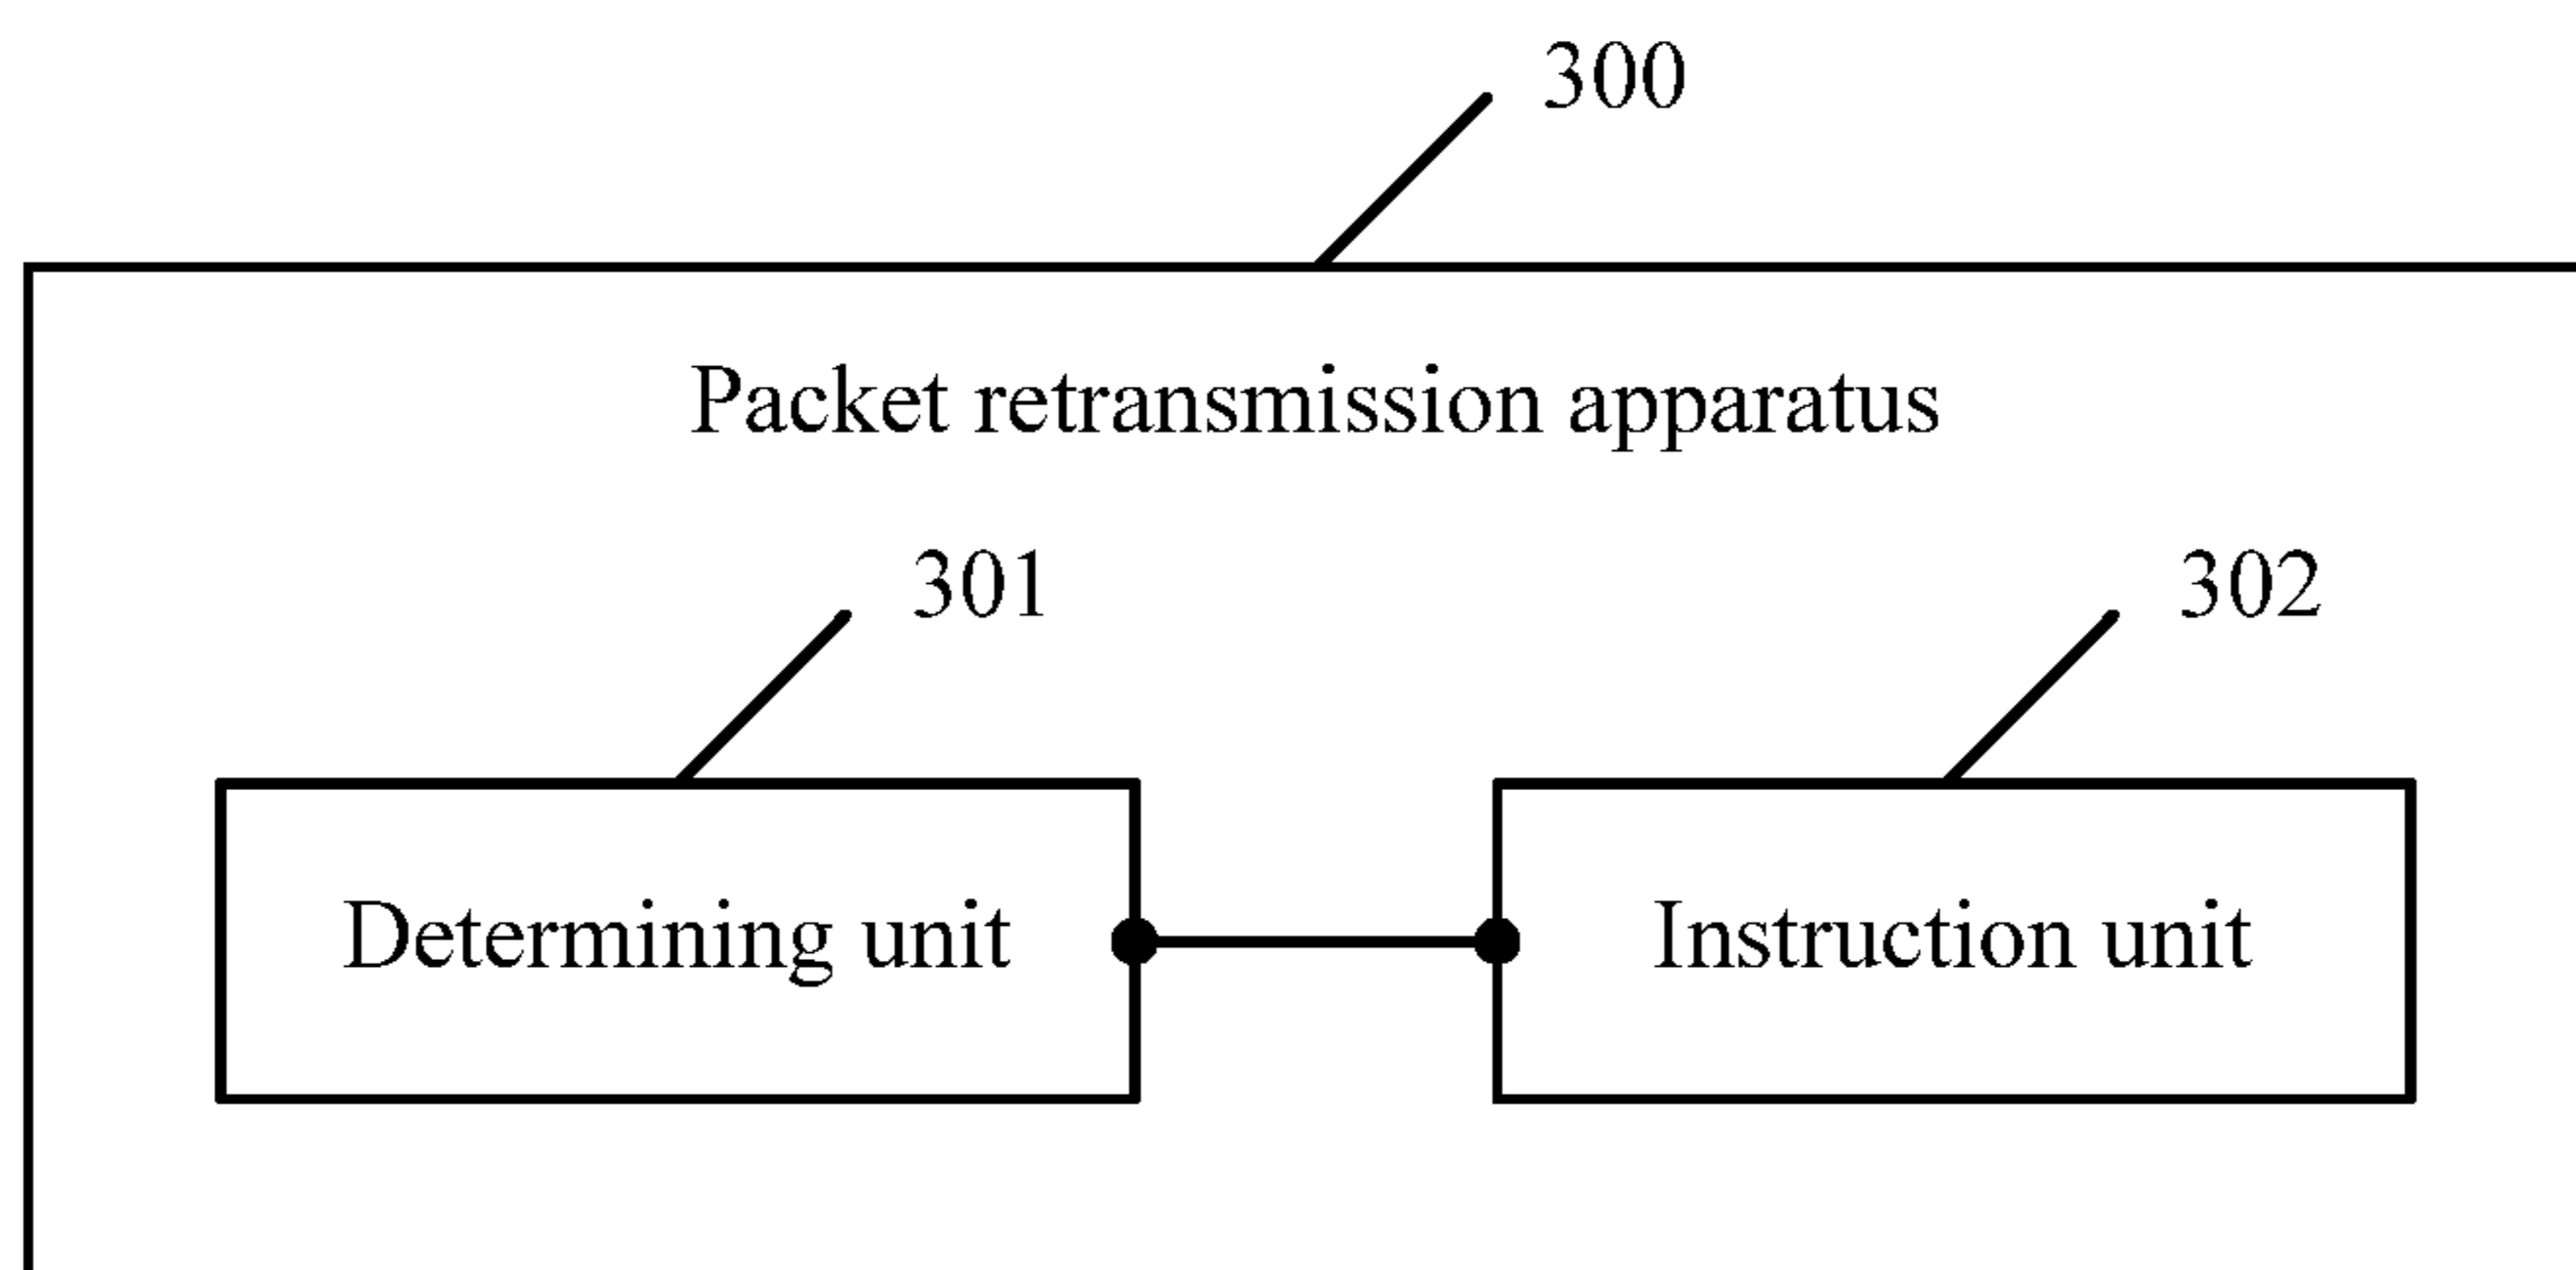 300
Packet retransmission apparatus
301
302
Determining unit
Instruction unit